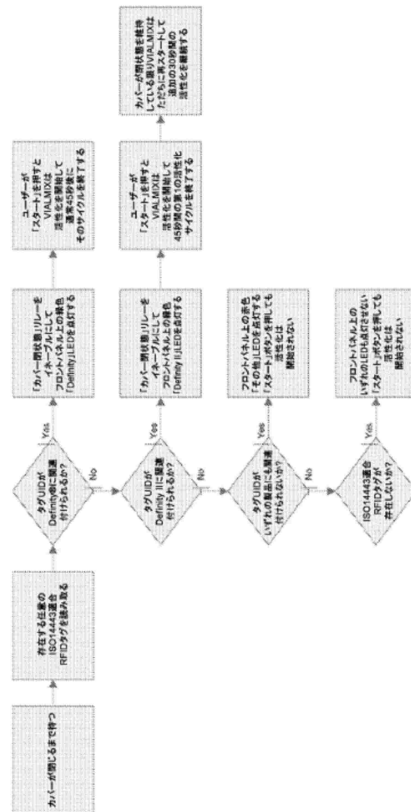 カバーが閉じるまで待つ
存在する任意の
ISO14443適合
RFIDタグを読み取る
タグUIDが
Definity®に関連
付けられるか?
Yes
No
「カバー閉状態」リレーを
イネーブルにして
フロントパネル上の緑色
「Definity」LEDを点灯する
ユーザーが
「スタート」を押すと
VIALMIXは
活性化を開始して
通常45秒後に
そのサイクルを終了する
タグUIDが
Definity IIに関連
付けられるか?
Yes
No
「カバー閉状態」リレーを
イネーブルにして
フロントパネル上の緑色
「Definity II」LEDを点灯する
ユーザーが
「スタート」を押すと
VIALMIXは
活性化を開始して
45秒間の第1の活性化
サイクルを終了する
カバーが閉状態を維持
している限りVIALMIXは
ただちに再スタートして
追加の30秒間の
活性化を継続する
タグUIDが
いずれの製品にも関連
付けられないか?
Yes
No
フロントパネル上の赤色
「その他」LEDを点灯する
「スタート」ボタンを押しても
活性化は
開始されない
ISO14443適合
RFIDタグが
存在しないか?
Yes
フロントパネル上の
いずれのLEDも点灯させない
「スタート」ボタンを押しても
活性化は
開始されない